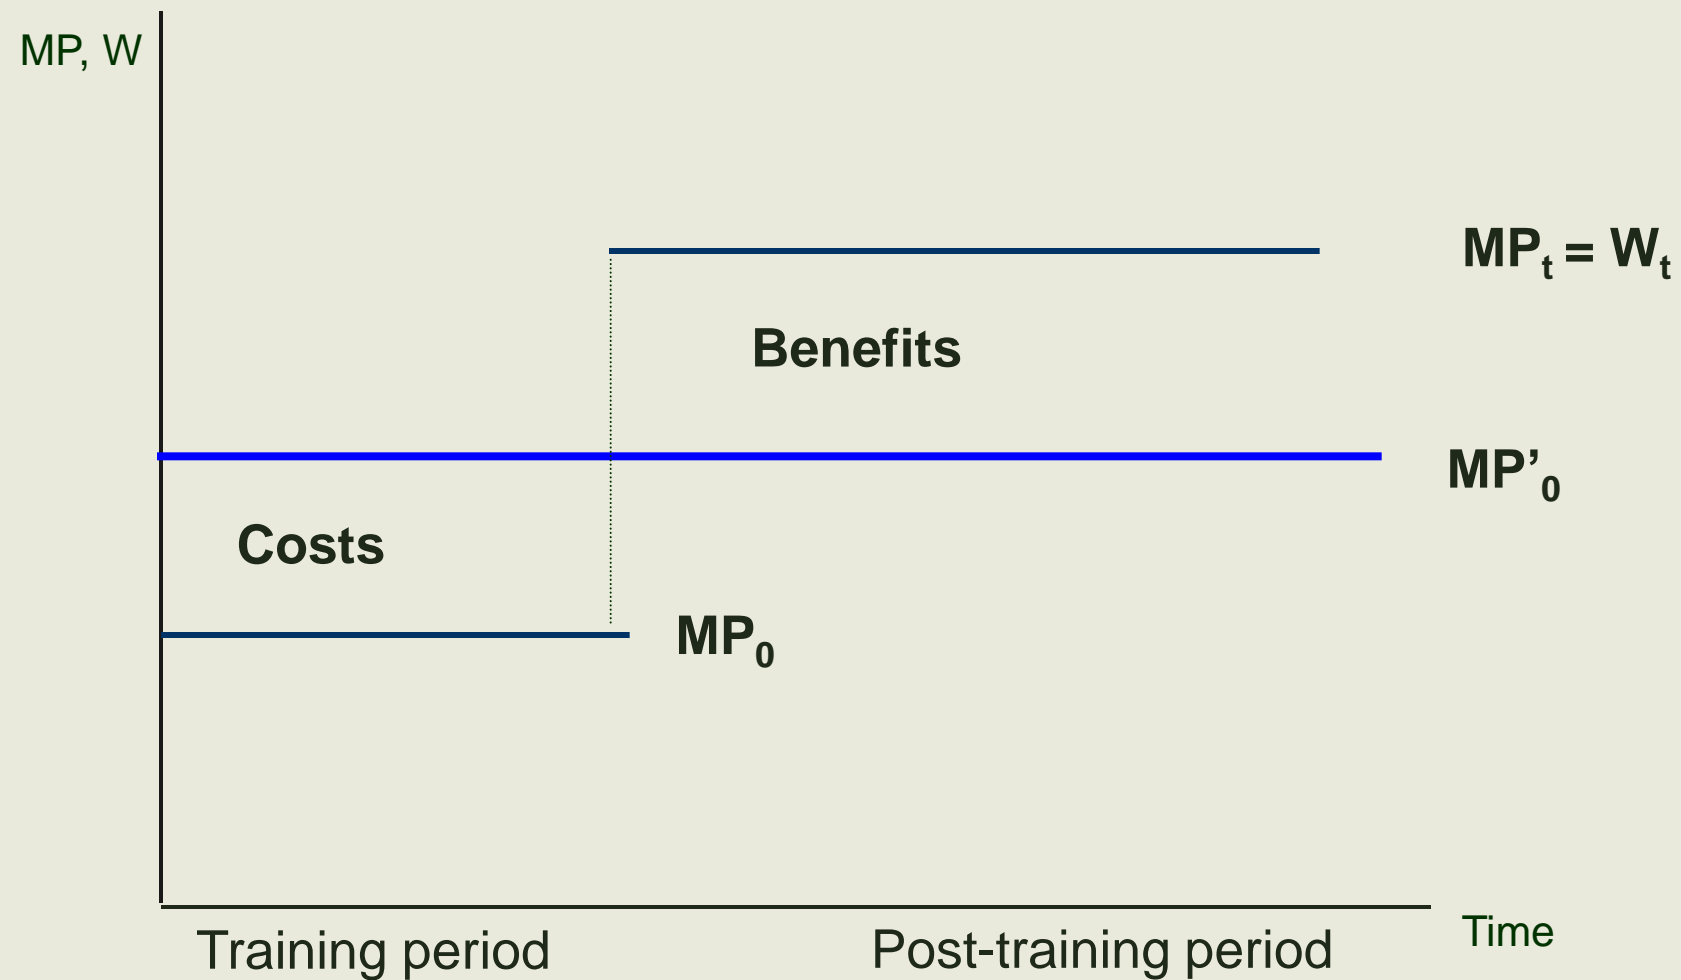 MP, W
MPt = Wt
Benefits
MP’0
Costs
MP0
Training period
Post-training period
Time